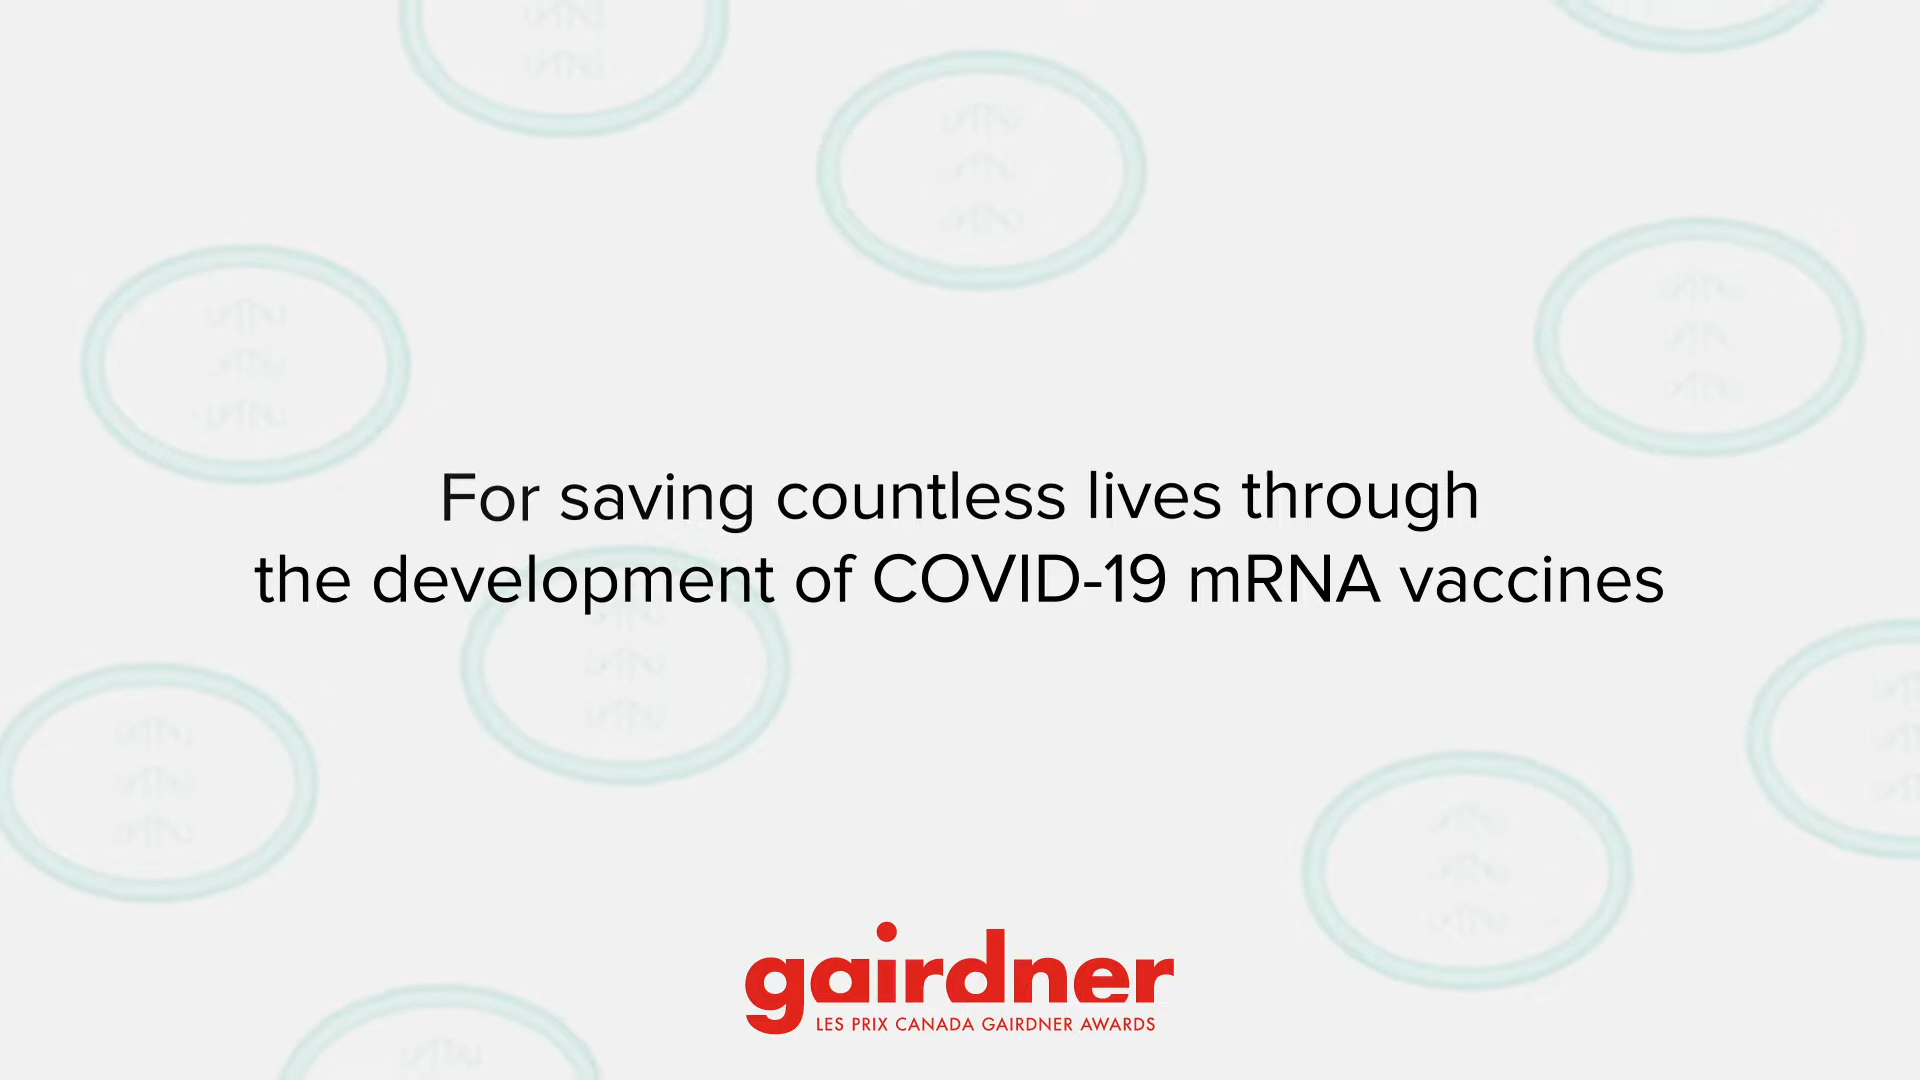 For saving countless lives through
the development of COVID-19 mRNA vaccines
gairdner
LES PRIX CANADA GAIRDNER AWARDS